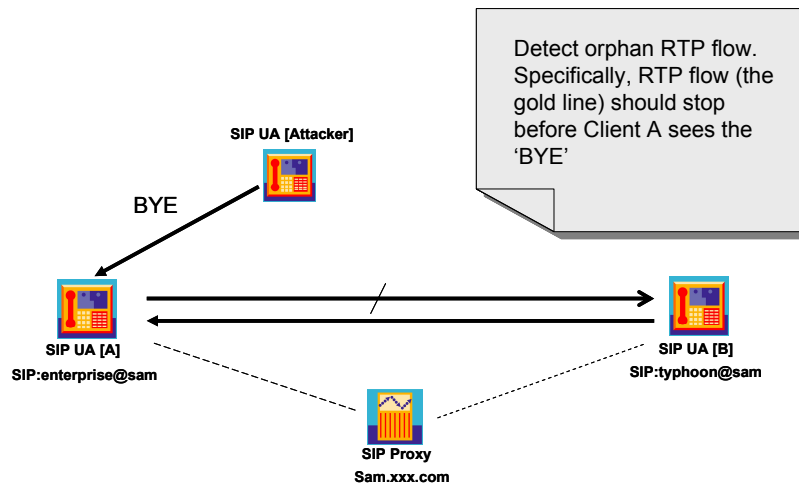 Detect orphan RTP flow.
Specifically, RTP flow (the
gold line) should stop
before Client A sees the
‘BYE’
SIP UA [Attacker]
BYE
SIP UA [A]
SIP:enterprise@sam
SIP UA [B]
SIP:typhoon@sam
SIP Proxy
Sam.xxx.com